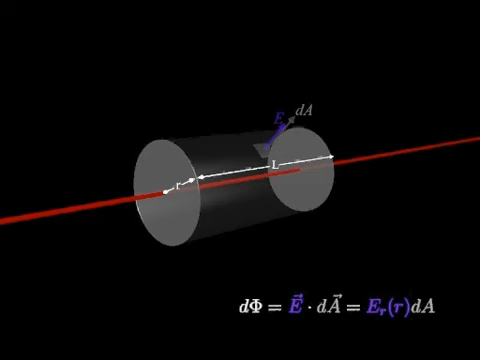 E dA
r L
dΦ = E⃗ · dA⃗ = Eᵣ(r)dA